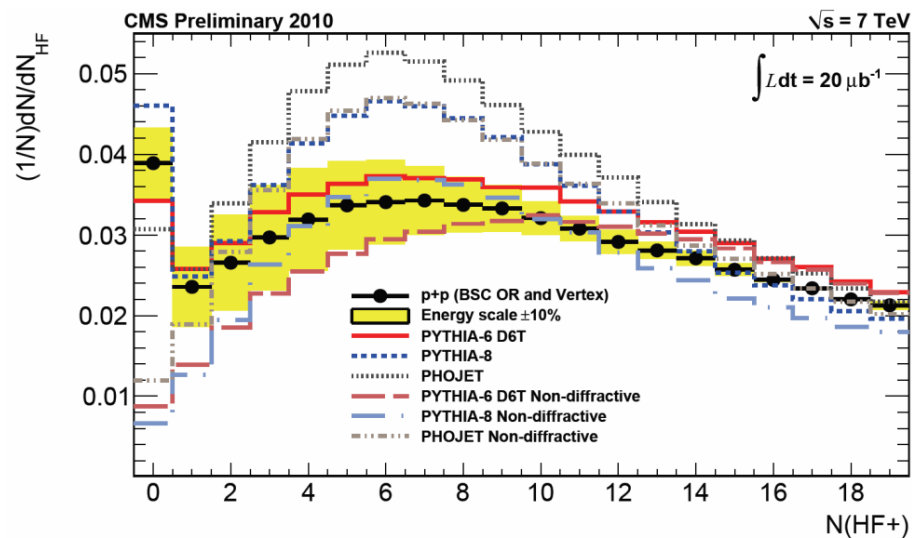 CMS Preliminary 2010
√s = 7 TeV
(1/N)dN/dN_HF
∫Ldt = 20 μb⁻¹
0.05
0.04
0.03
0.02
0.01
p+p (BSC OR and Vertex)
Energy scale ±10%
PYTHIA-6 D6T
PYTHIA-8
PHOJET
PYTHIA-6 D6T Non-diffractive
PYTHIA-8 Non-diffractive
PHOJET Non-diffractive
0 2 4 6 8 10 12 14 16 18
N(HF+)